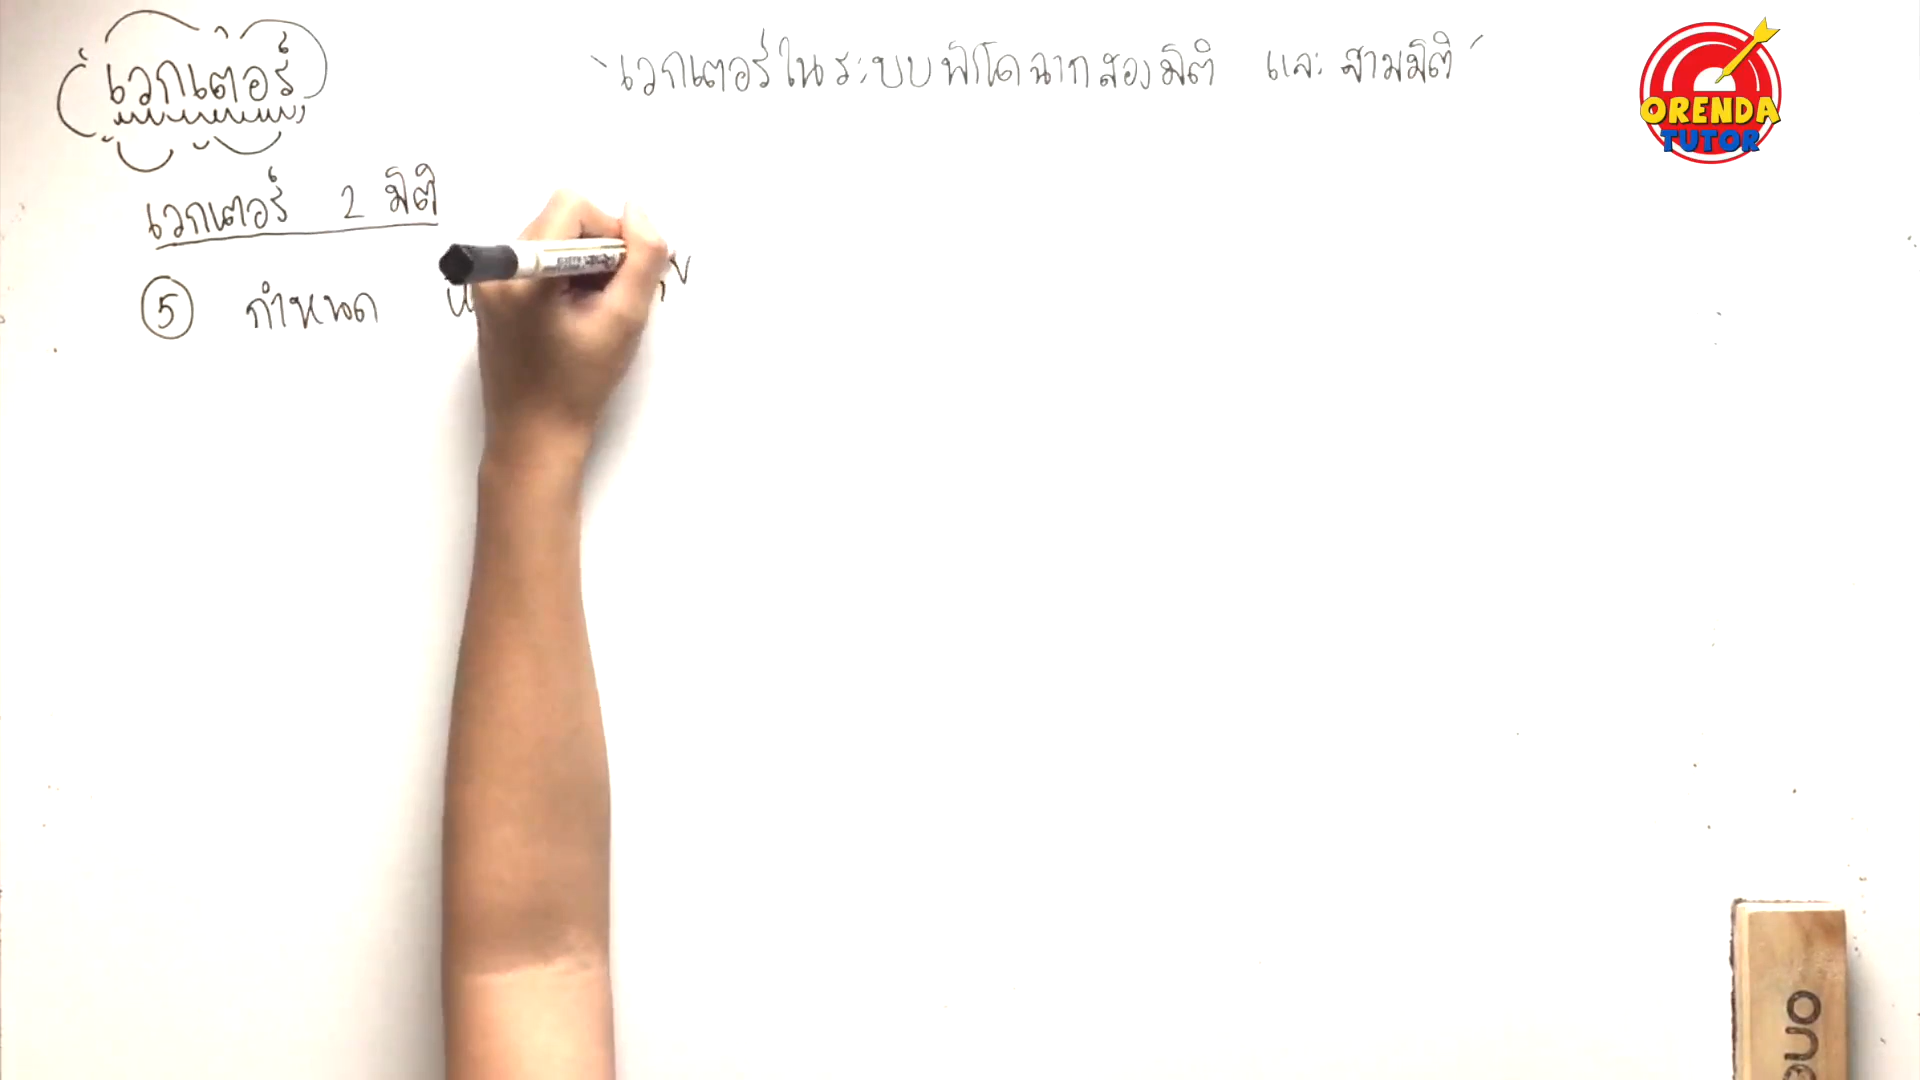 เวกเตอร์
"เวกเตอร์ในระบบพิกัดฉากสองมิติ และ สามมิติ"
ORENDA
TUTOR
เวกเตอร์ 2 มิติ
⑤ กำหนด
ono